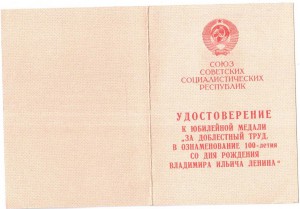 СОЮЗ
СОВЕТСКИХ
СОЦИАЛИСТИЧЕСКИХ
РЕСПУБЛИК
УДОСТОВЕРЕНИЕ
К ЮБИЛЕЙНОЙ МЕДАЛИ
„ЗА ДОБЛЕСТНЫЙ ТРУД.
В ОЗНАМЕНОВАНИЕ 100-летия
СО ДНЯ РОЖДЕНИЯ
ВЛАДИМИРА ИЛЬИЧА ЛЕНИНА“